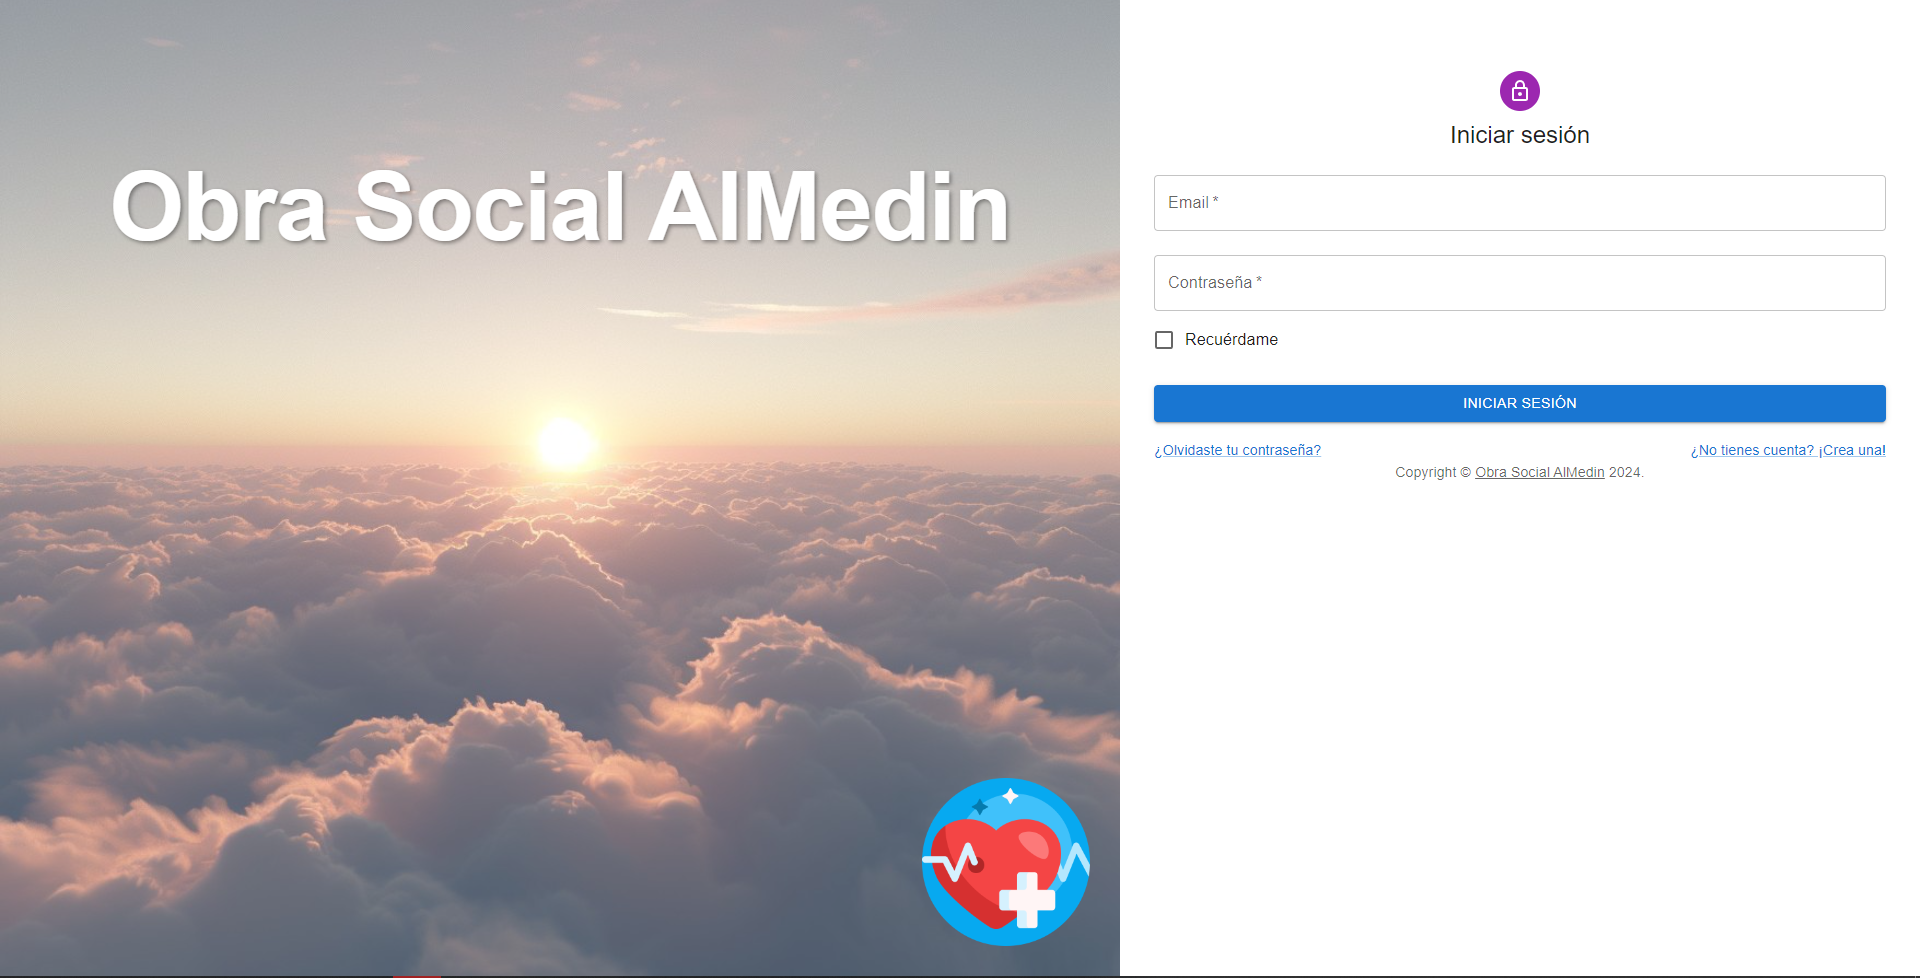 Obra Social AlMedin
Iniciar sesión
Email *
Contraseña *
Recuérdame
INICIAR SESIÓN
¿Olvidaste tu contraseña?
¿No tienes cuenta? ¡Crea una!
Copyright © Obra Social AlMedin 2024.